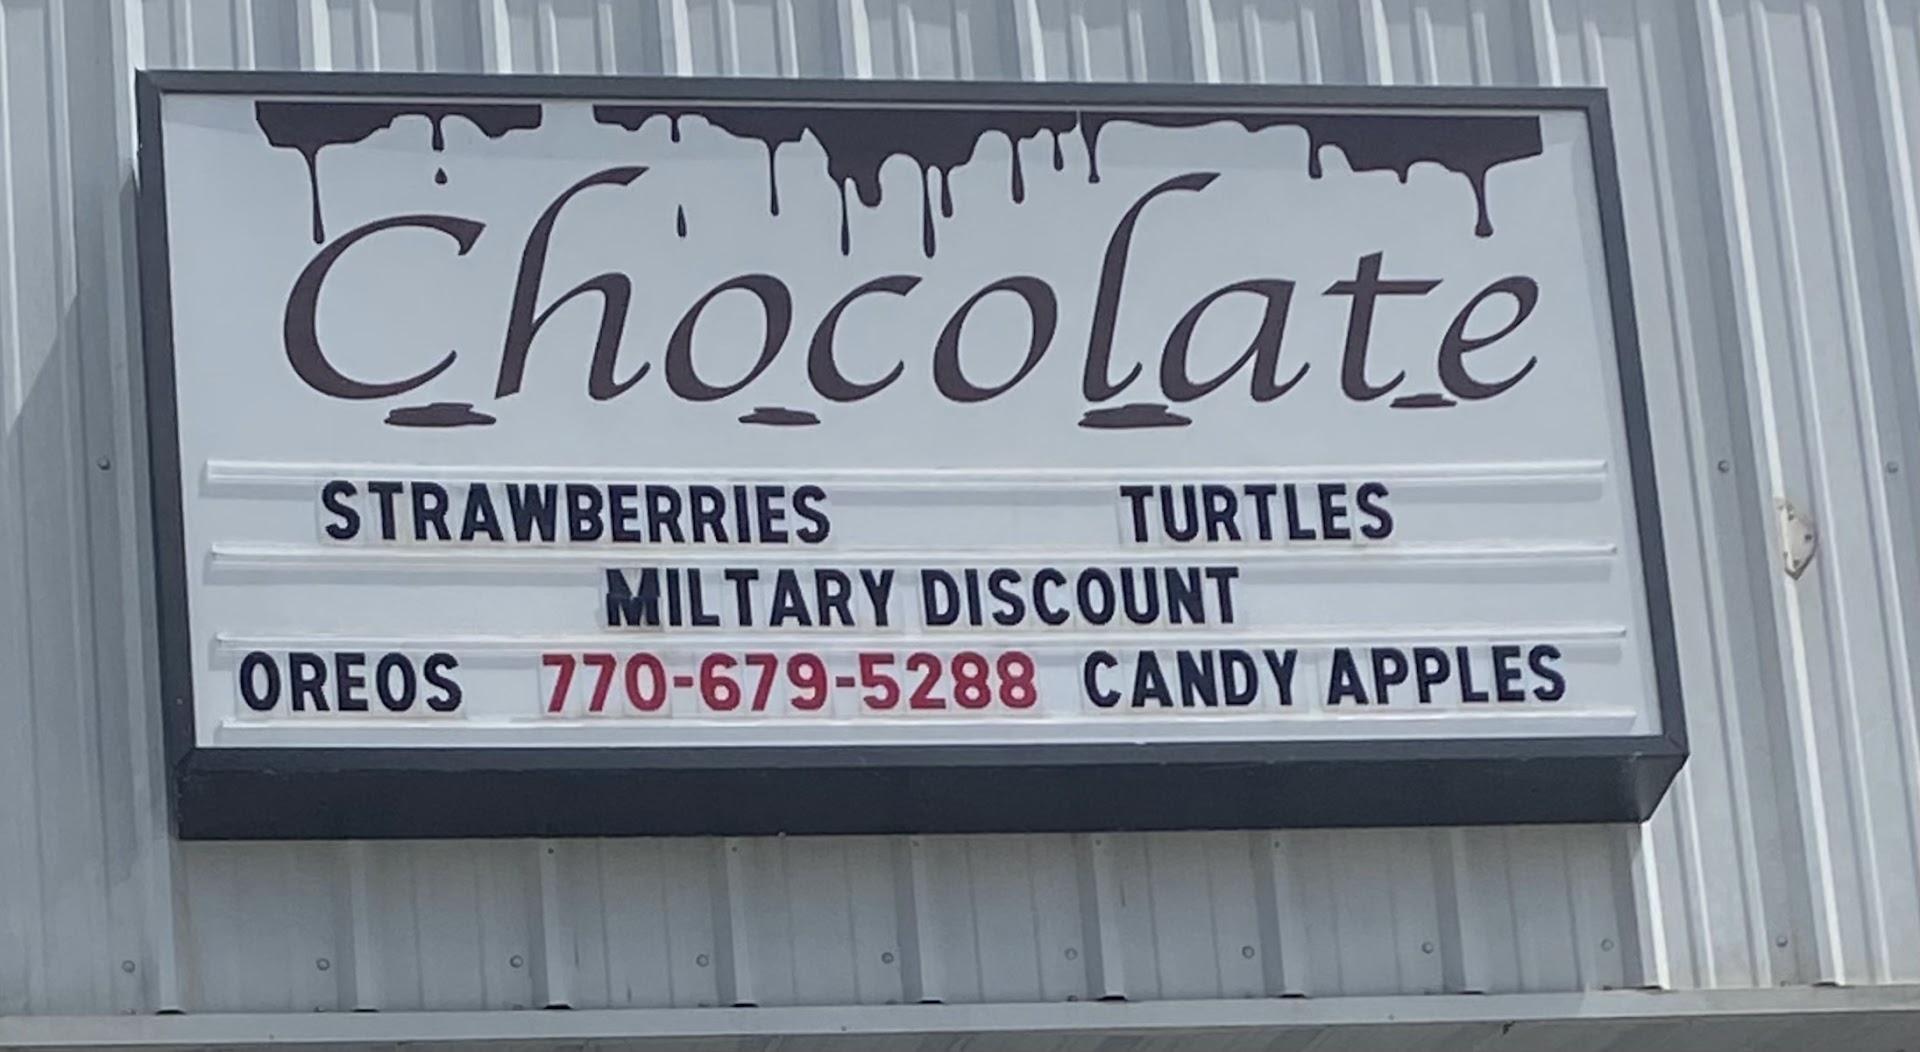 Chocolate
STRAWBERRIES TURTLES
MILTARY DISCOUNT
OREOS 770-679-5288 CANDY APPLES